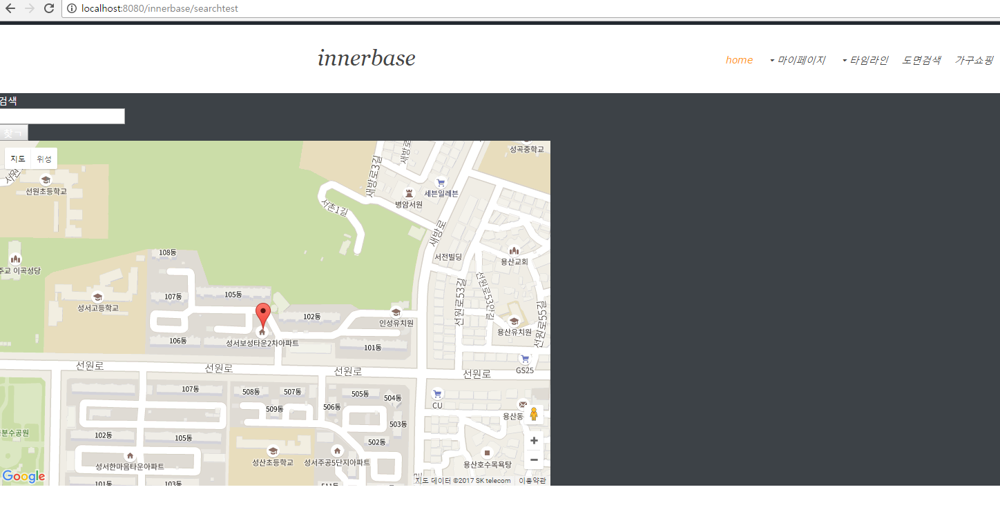 localhost:8080/innerbase/searchtest
innerbase
home 마이페이지 타임라인 도면검색 가구쇼핑
검색
찾ㄱ
지도 위성
성곡중학교
새방로
새방로3길
서원
선원초등학교
세븐일레븐
병암서원
서촌1길
새방로
108동
서전빌딩
용산교회
주교 이곡성당
선원로53길
선원로53안길
107동
105동
성서고등학교
102동
인성유치원
선원로55길
용산유치원
106동
성서보성타운2차아파트
101동
선원로
선원로
선원로
선원로
GS25
107동
508동
507동
505동
504동
CU
509동
506동
503동
용산동
분수공원
102동
105동
502동
성서한마음타운아파트
성산초등학교
성서주공5단지아파트
용산호수목욕탕
Google
101동
103동
511동
지도 데이터 ©2017 SK telecom 이용약관